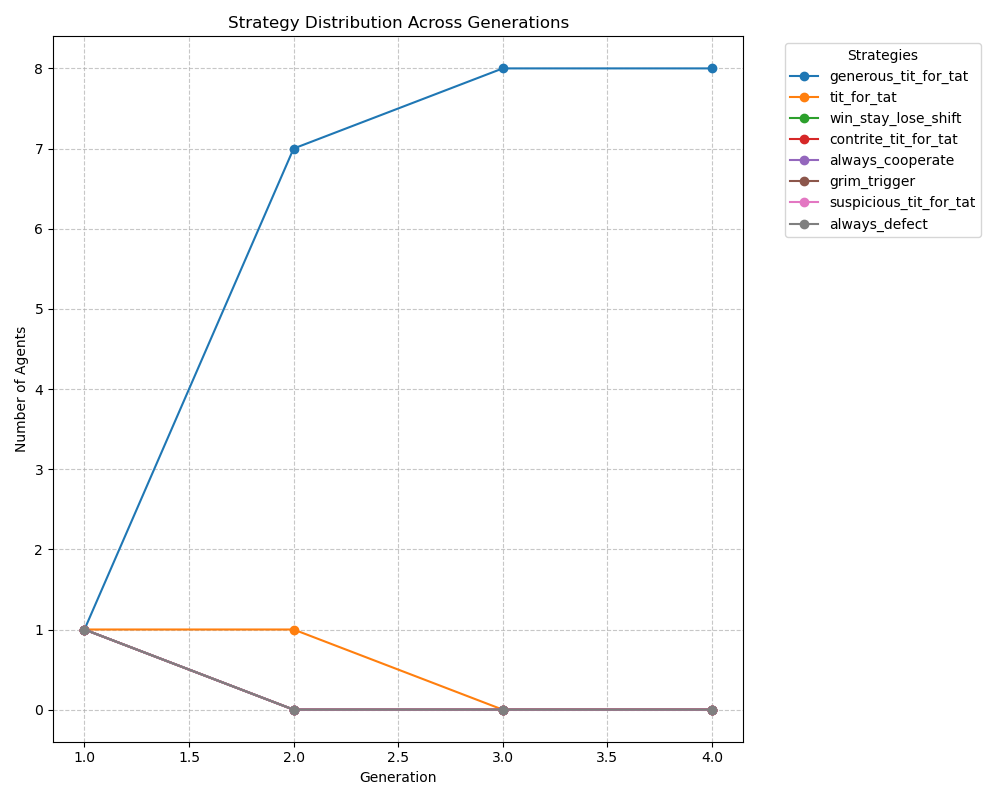 Strategy Distribution Across Generations
Number of Agents
8
7
6
5
4
3
2
1
0
1.0 1.5 2.0 2.5 3.0 3.5 4.0
Generation
Strategies
generous_tit_for_tat
tit_for_tat
win_stay_lose_shift
contrite_tit_for_tat
always_cooperate
grim_trigger
suspicious_tit_for_tat
always_defect